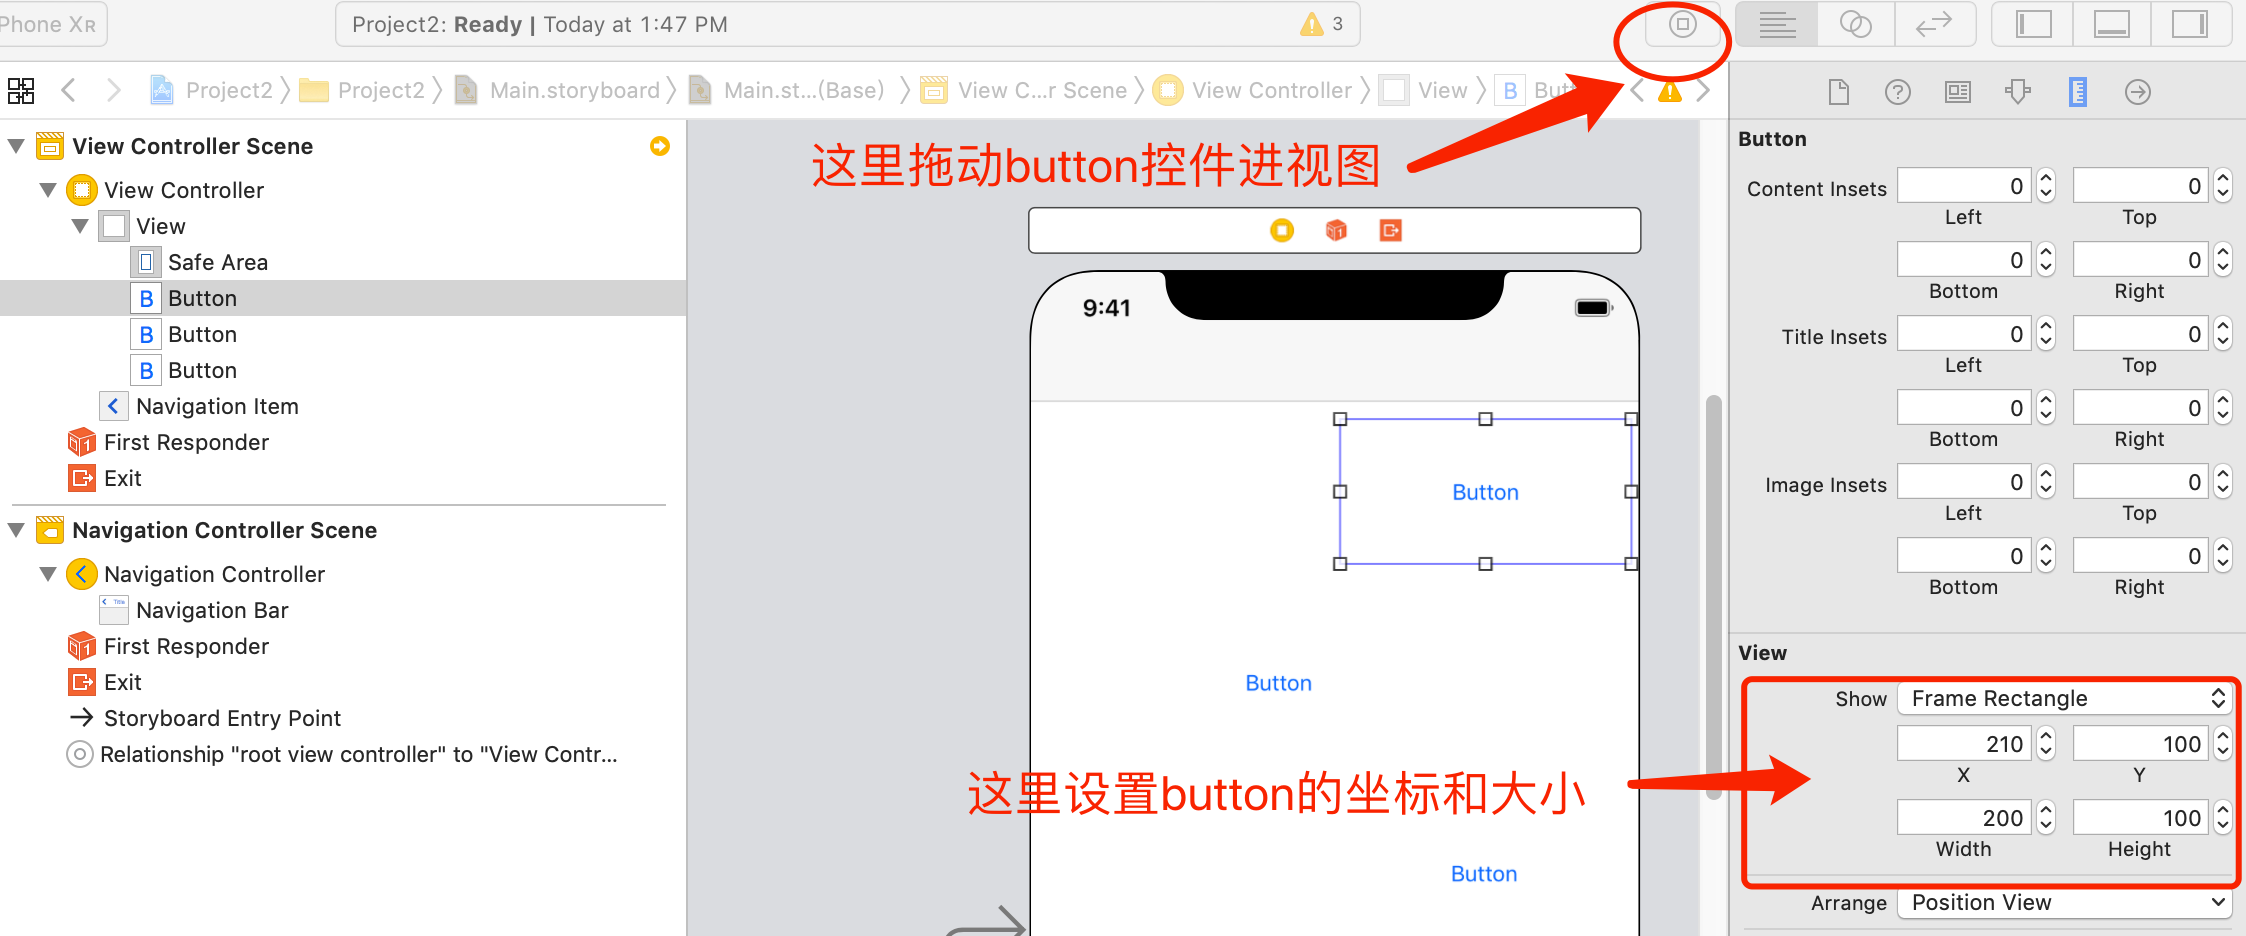 Phone XR
Project2: Ready | Today at 1:47 PM
3
Project2
Project2
Main.storyboard
Main.st...(Base)
View C...r Scene
View Controller
View
B
这里拖动button控件进视图
View Controller Scene
View Controller
View
Safe Area
B Button
B Button
B Button
Navigation Item
First Responder
Exit
Navigation Controller Scene
Navigation Controller
Navigation Bar
First Responder
Exit
Storyboard Entry Point
Relationship "root view controller" to "View Contr...
9:41
Button
Button
Button
这里设置button的坐标和大小
Button
Content Insets 0 0
Left Top
0 0
Bottom Right
Title Insets 0 0
Left Top
0 0
Bottom Right
Image Insets 0 0
Left Top
0 0
Bottom Right
View
Show Frame Rectangle
210 100
X Y
200 100
Width Height
Arrange Position View